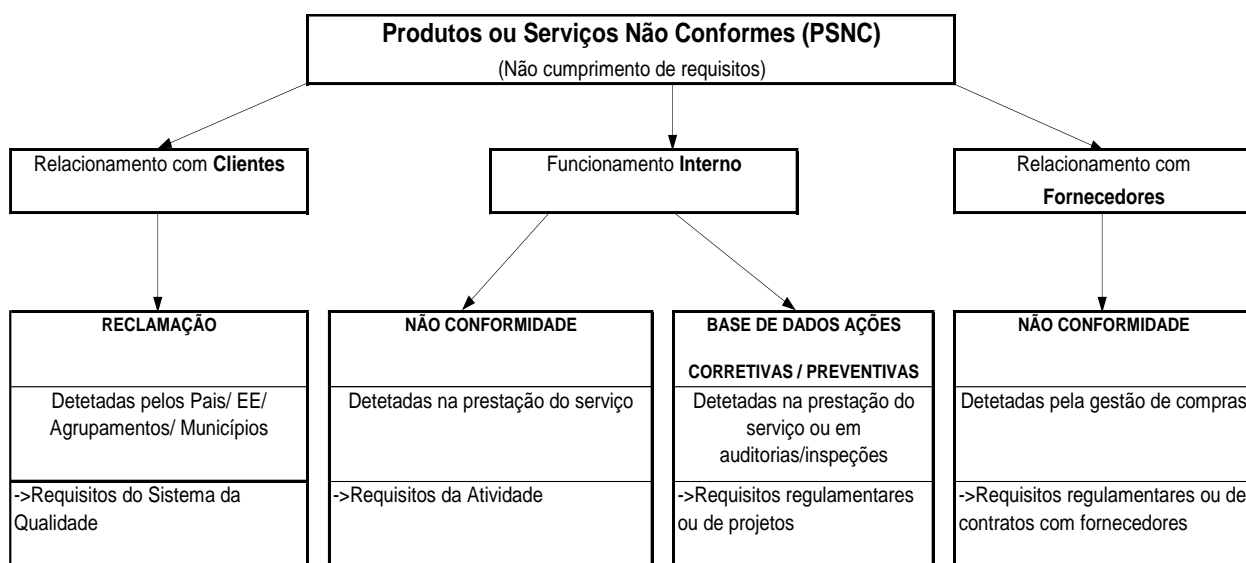 Produtos ou Serviços Não Conformes (PSNC)
(Não cumprimento de requisitos)
Relacionamento com Clientes
Funcionamento Interno
Relacionamento com
Fornecedores
RECLAMAÇÃO
Detetadas pelos Pais/ EE/
Agrupamentos/ Municípios
->Requisitos do Sistema da
Qualidade
NÃO CONFORMIDADE
Detetadas na prestação do serviço
->Requisitos da Atividade
BASE DE DADOS AÇÕES
CORRETIVAS / PREVENTIVAS
Detetadas na prestação do
serviço ou em
auditorias/inspeções
->Requisitos regulamentares
ou de projetos
NÃO CONFORMIDADE
Detetadas pela gestão de compras
->Requisitos regulamentares ou de
contratos com fornecedores